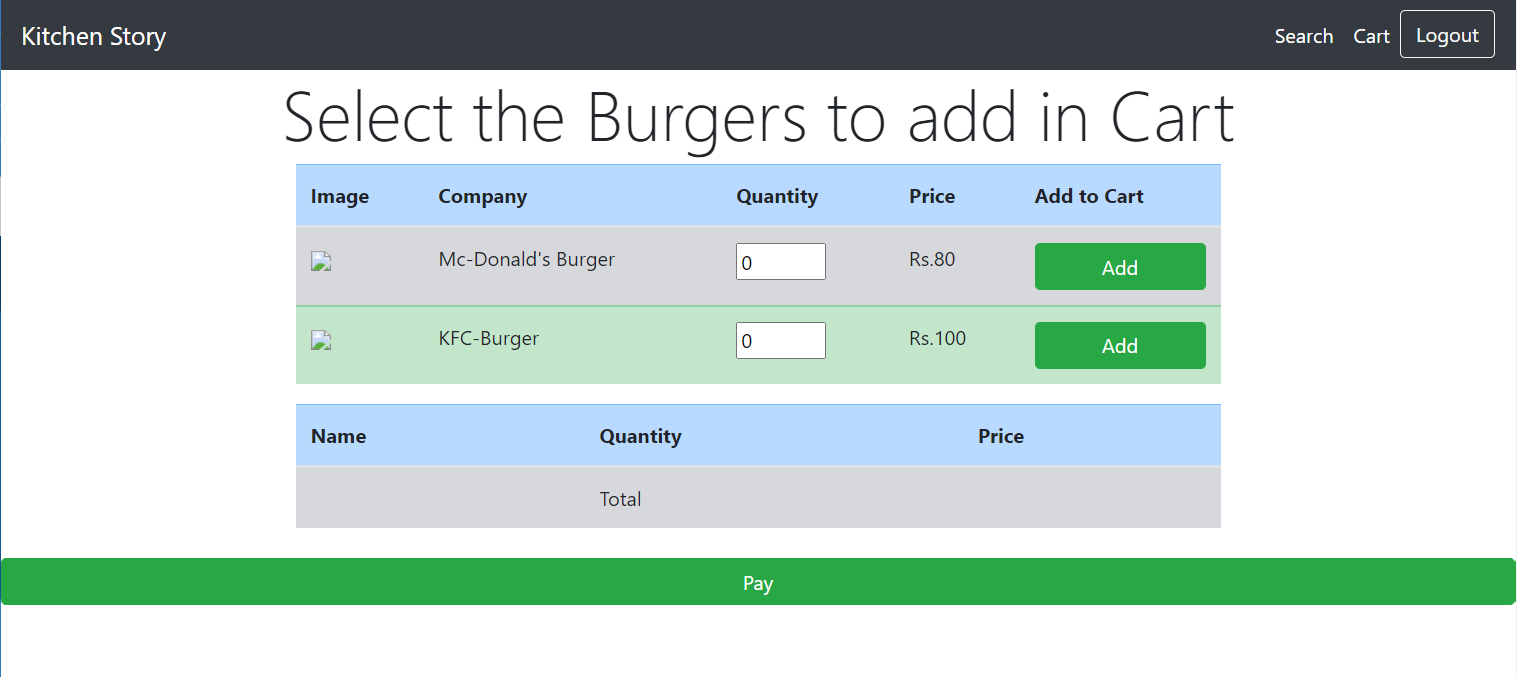 Kitchen Story Search Cart Logout
Select the Burgers to add in Cart
Image Company Quantity Price Add to Cart
Mc-Donald's Burger 0 Rs.80 Add
KFC-Burger 0 Rs.100 Add
Name Quantity Price
Total
Pay